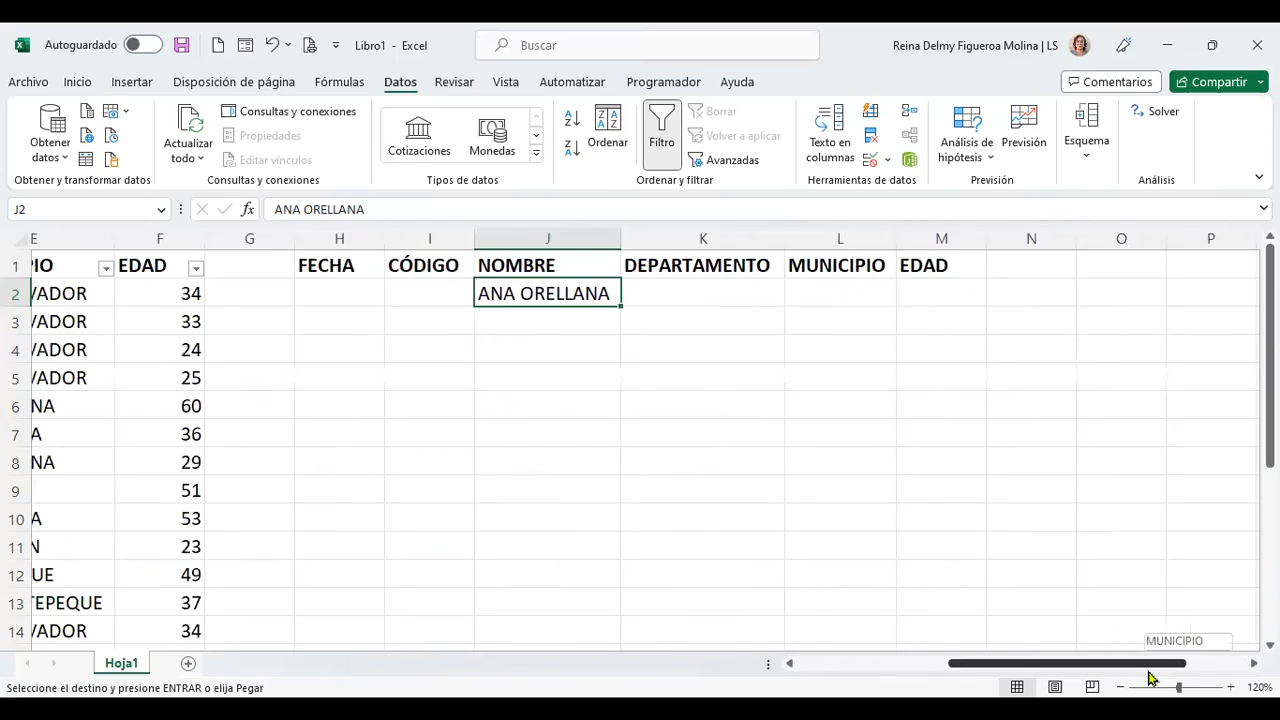 Autoguardado
Libro1 - Excel
Buscar
Reina Delmy Figueroa Molina | LS
Archivo Inicio Insertar Disposición de página Fórmulas Datos Revisar Vista Automatizar Programador Ayuda
Comentarios
Compartir
Obtener datos
Obtener y transformar datos
Actualizar todo
Consultas y conexiones
Propiedades
Editar vínculos
Consultas y conexiones
Cotizaciones
Monedas
Tipos de datos
Ordenar
Filtro
Borrar
Volver a aplicar
Avanzadas
Ordenar y filtrar
Texto en columnas
Herramientas de datos
Análisis de hipótesis
Previsión
Previsión
Esquema
Solver
Análisis
J2
fx
ANA ORELLANA
E F G H I J K L M N O P
1 PIO EDAD FECHA CÓDIGO NOMBRE DEPARTAMENTO MUNICIPIO EDAD
2 VADOR 34 ANA ORELLANA
3 VADOR 33
4 VADOR 24
5 VADOR 25
6 NA 60
7 A 36
8 NA 29
9 51
10 A 53
11 N 23
12 UE 49
13 TEPEQUE 37
14 VADOR 34
MUNICIPIO
Hoja1
Seleccione el destino y presione ENTRAR o elija Pegar
120%